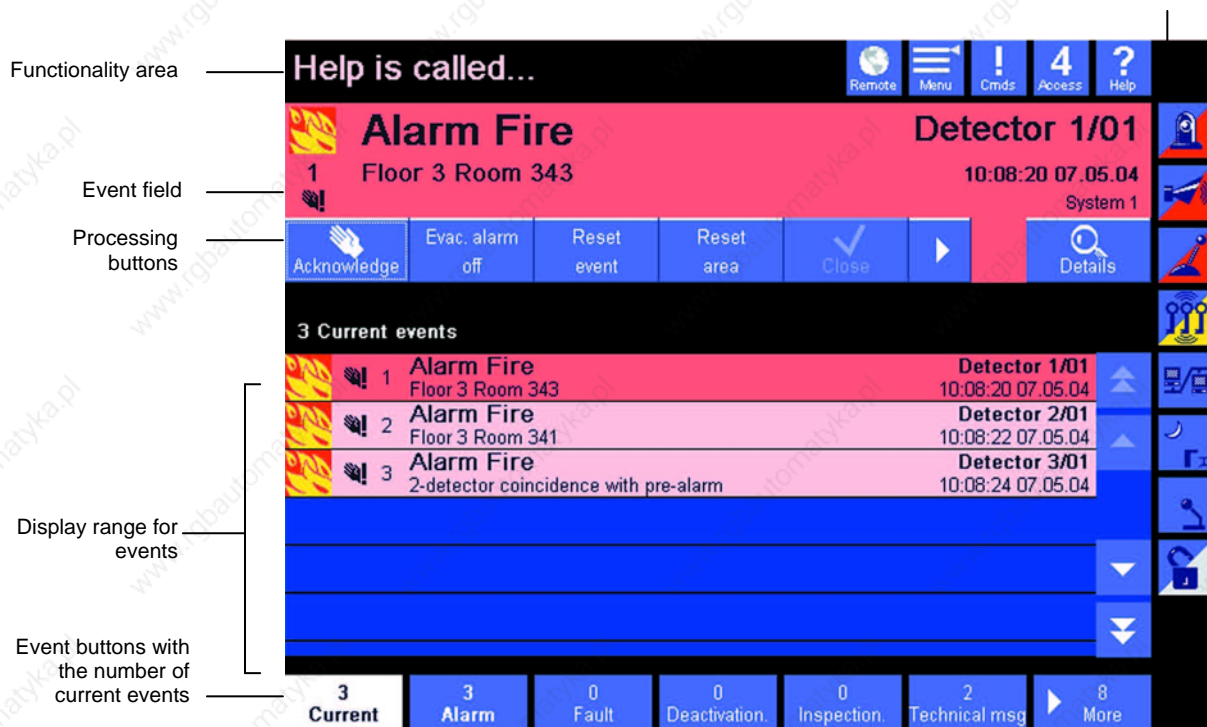 Functionality area
Help is called...
Remote
Menu
!
Cmds
4
Access
?
Help
Event field
Alarm Fire
Detector 1/01
1
Floor 3 Room 343
10:08:20 07.05.04
!
System 1
Processing
buttons
Acknowledge
Evac. alarm
off
Reset
event
Reset
area
Close
Details
3 Current events
! 1 Alarm Fire Detector 1/01
Floor 3 Room 343 10:08:20 07.05.04
! 2 Alarm Fire Detector 2/01
Floor 3 Room 341 10:08:22 07.05.04
! 3 Alarm Fire Detector 3/01
2-detector coincidence with pre-alarm 10:08:24 07.05.04
Display range for
events
Event buttons with
the number of
current events
3
Current
3
Alarm
0
Fault
0
Deactivation.
0
Inspection.
2
Technical msg
8
More
www.rgbautomatyka.pl